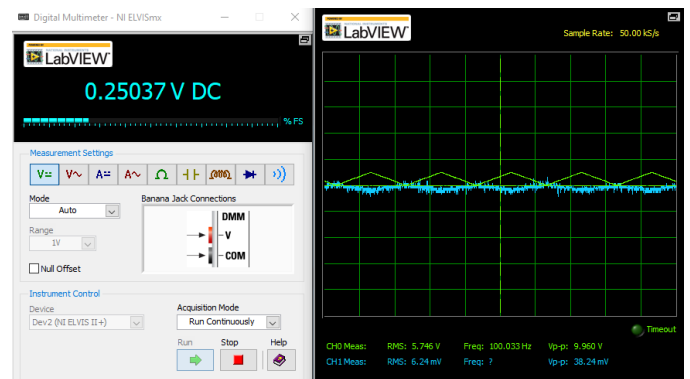 Digital Multimeter - NI ELVISmx
LabVIEW
0.25037 V DC
% FS
Measurement Settings
V= V~ A= A~ Ω
Mode
Auto
Banana Jack Connections
DMM
V
COM
Range
1V
Null Offset
Instrument Control
Device
Dev2 (NI ELVIS II+)
Acquisition Mode
Run Continuously
Run Stop Help
LabVIEW
Sample Rate: 50.00 kS/s
Timeout
CH0 Meas: RMS: 5.746 V Freq: 100.033 Hz Vp-p: 9.960 V
CH1 Meas: RMS: 6.24 mV Freq: ? Vp-p: 38.24 mV